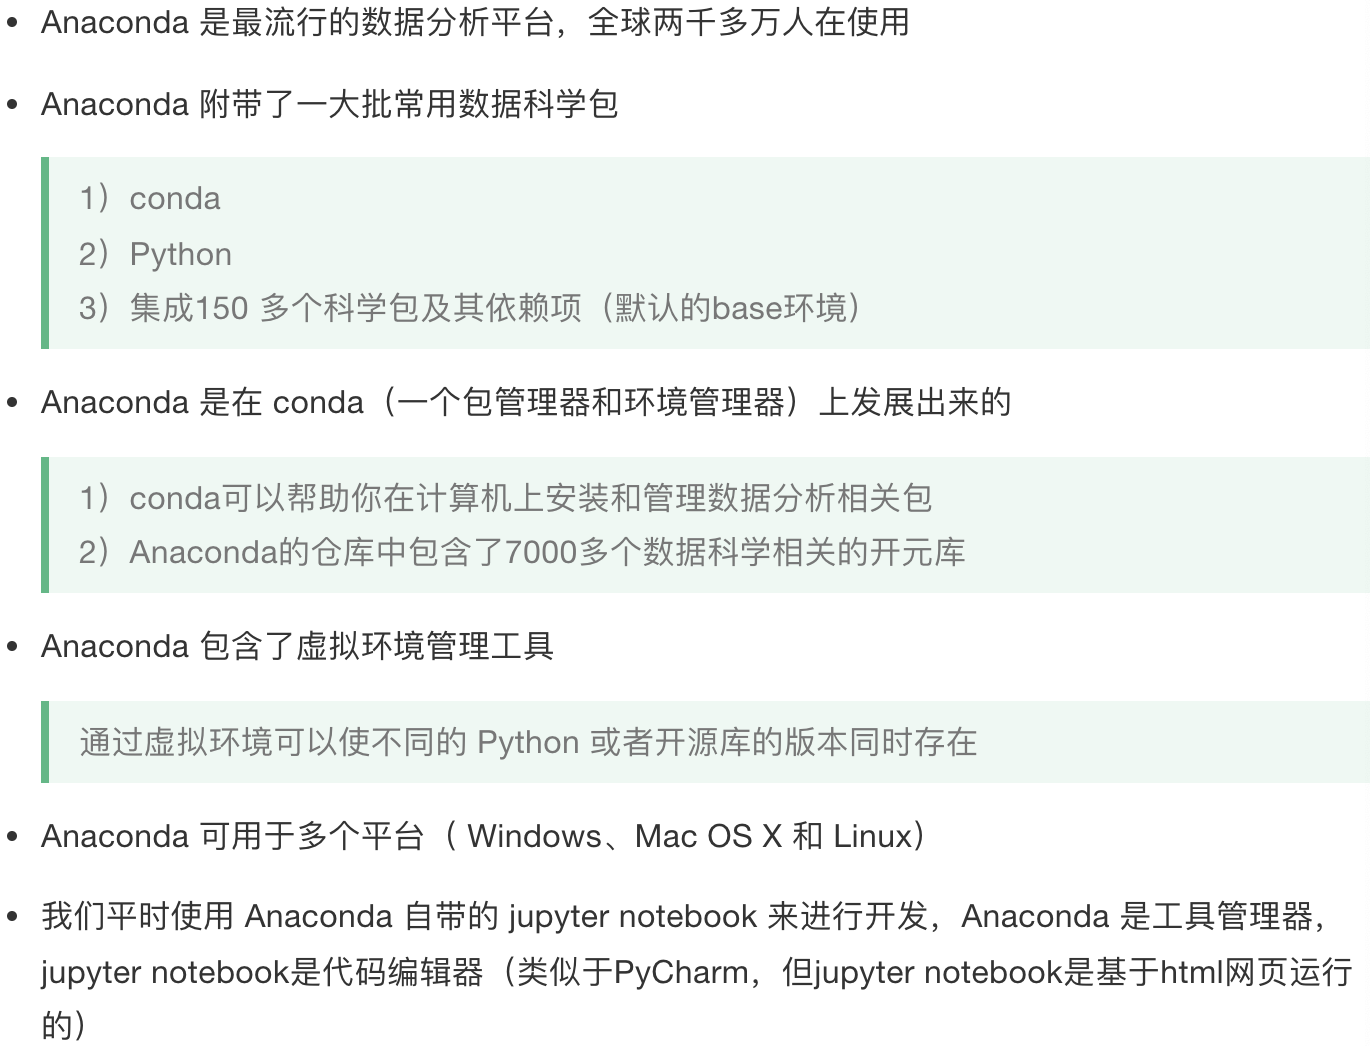 • Anaconda 是最流行的数据分析平台，全球两千多万人在使用
• Anaconda 附带了一大批常用数据科学包
1）conda
2）Python
3）集成150 多个科学包及其依赖项（默认的base环境）
• Anaconda 是在 conda（一个包管理器和环境管理器）上发展出来的
1）conda可以帮助你在计算机上安装和管理数据分析相关包
2）Anaconda的仓库中包含了7000多个数据科学相关的开元库
• Anaconda 包含了虚拟环境管理工具
通过虚拟环境可以使不同的 Python 或者开源库的版本同时存在
• Anaconda 可用于多个平台（ Windows、Mac OS X 和 Linux）
• 我们平时使用 Anaconda 自带的 jupyter notebook 来进行开发，Anaconda 是工具管理器，
jupyter notebook是代码编辑器（类似于PyCharm，但jupyter notebook是基于html网页运行
的）